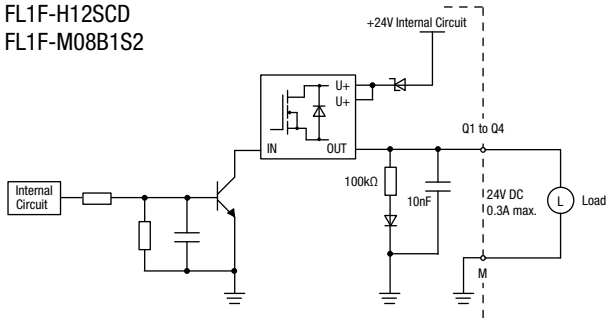 FL1F-H12SCD
FL1F-M08B1S2
+24V Internal Circuit
U+
U+
IN
OUT
Q1 to Q4
Internal
Circuit
100kΩ
10nF
24V DC
0.3A max.
L
Load
M